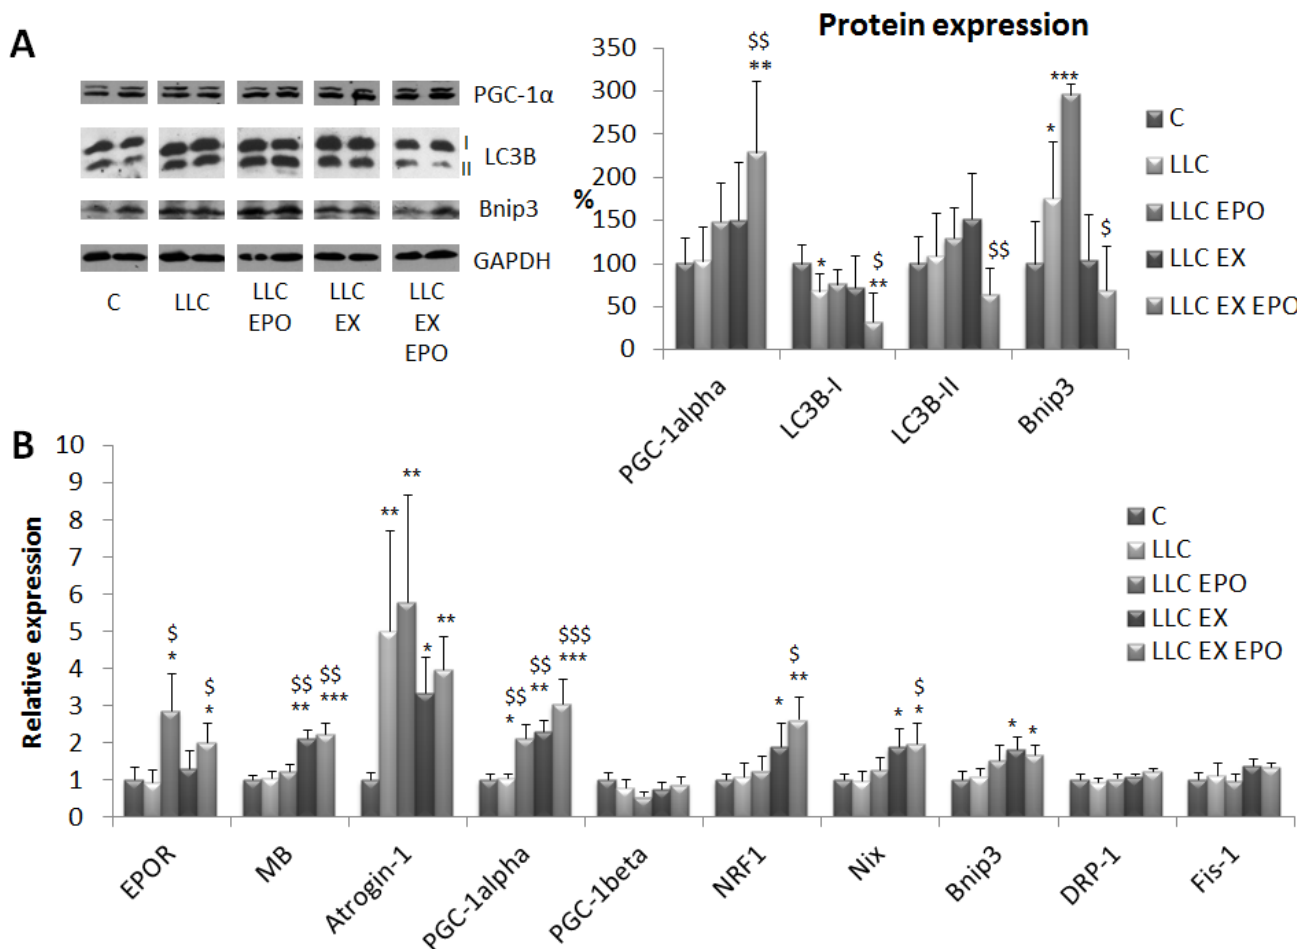 A
PGC-1α
I
LC3B
II
Bnip3
GAPDH
C
LLC
LLC
EPO
LLC
EX
LLC
EX
EPO
Protein expression
350
300
250
200
150
100
50
0
%
$$
**
*
$
**
$$
*
***
$
PGC-1alpha
LC3B-I
LC3B-II
Bnip3
C
LLC
LLC EPO
LLC EX
LLC EX EPO
B
Relative expression
10
9
8
7
6
5
4
3
2
1
0
$
*
$
*
$$
**
$$
***
**
**
*
**
$$
*
$$
**
$$$
***
*
$
**
*
$
*
*
*
EPOR
MB
Atrogin-1
PGC-1alpha
PGC-1beta
NRF1
Nix
Bnip3
DRP-1
Fis-1
C
LLC
LLC EPO
LLC EX
LLC EX EPO